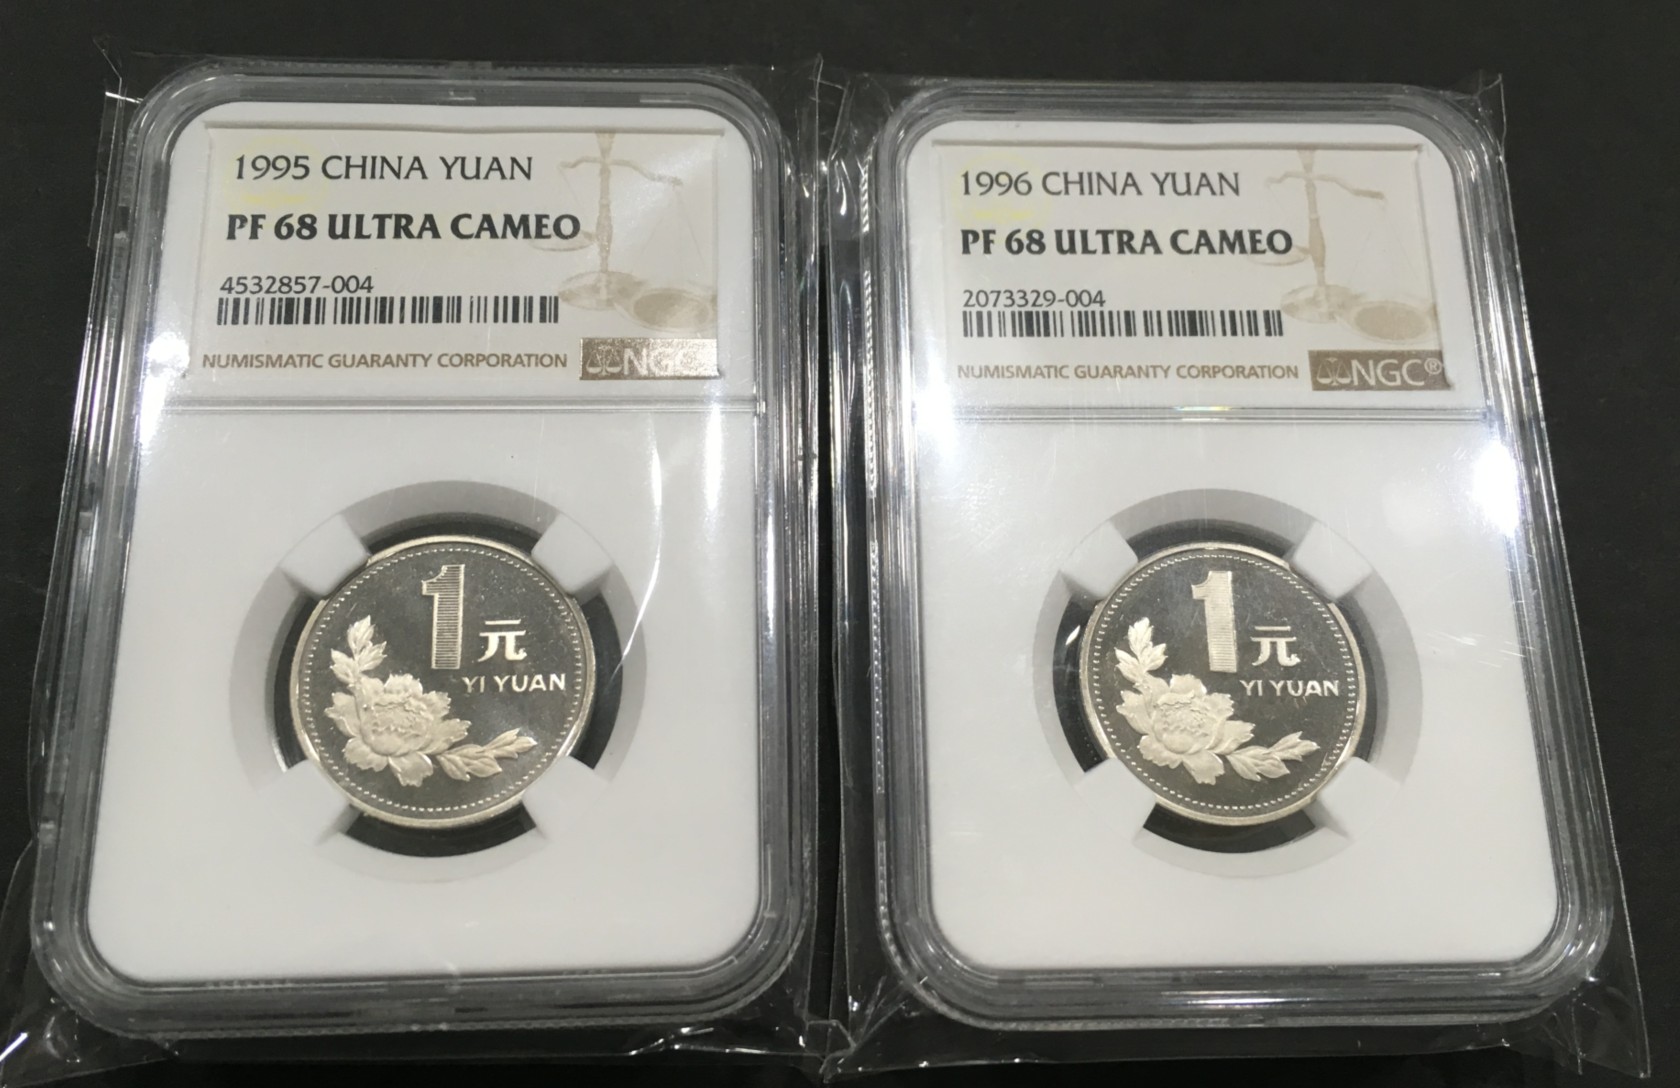 1995 CHINA YUAN
PF 68 ULTRA CAMEO
4532857-004
NUMISMATIC GUARANTY CORPORATION NGC
1
元
YI YUAN
1996 CHINA YUAN
PF 68 ULTRA CAMEO
2073329-004
NUMISMATIC GUARANTY CORPORATION NGC®
1
元
YI YUAN